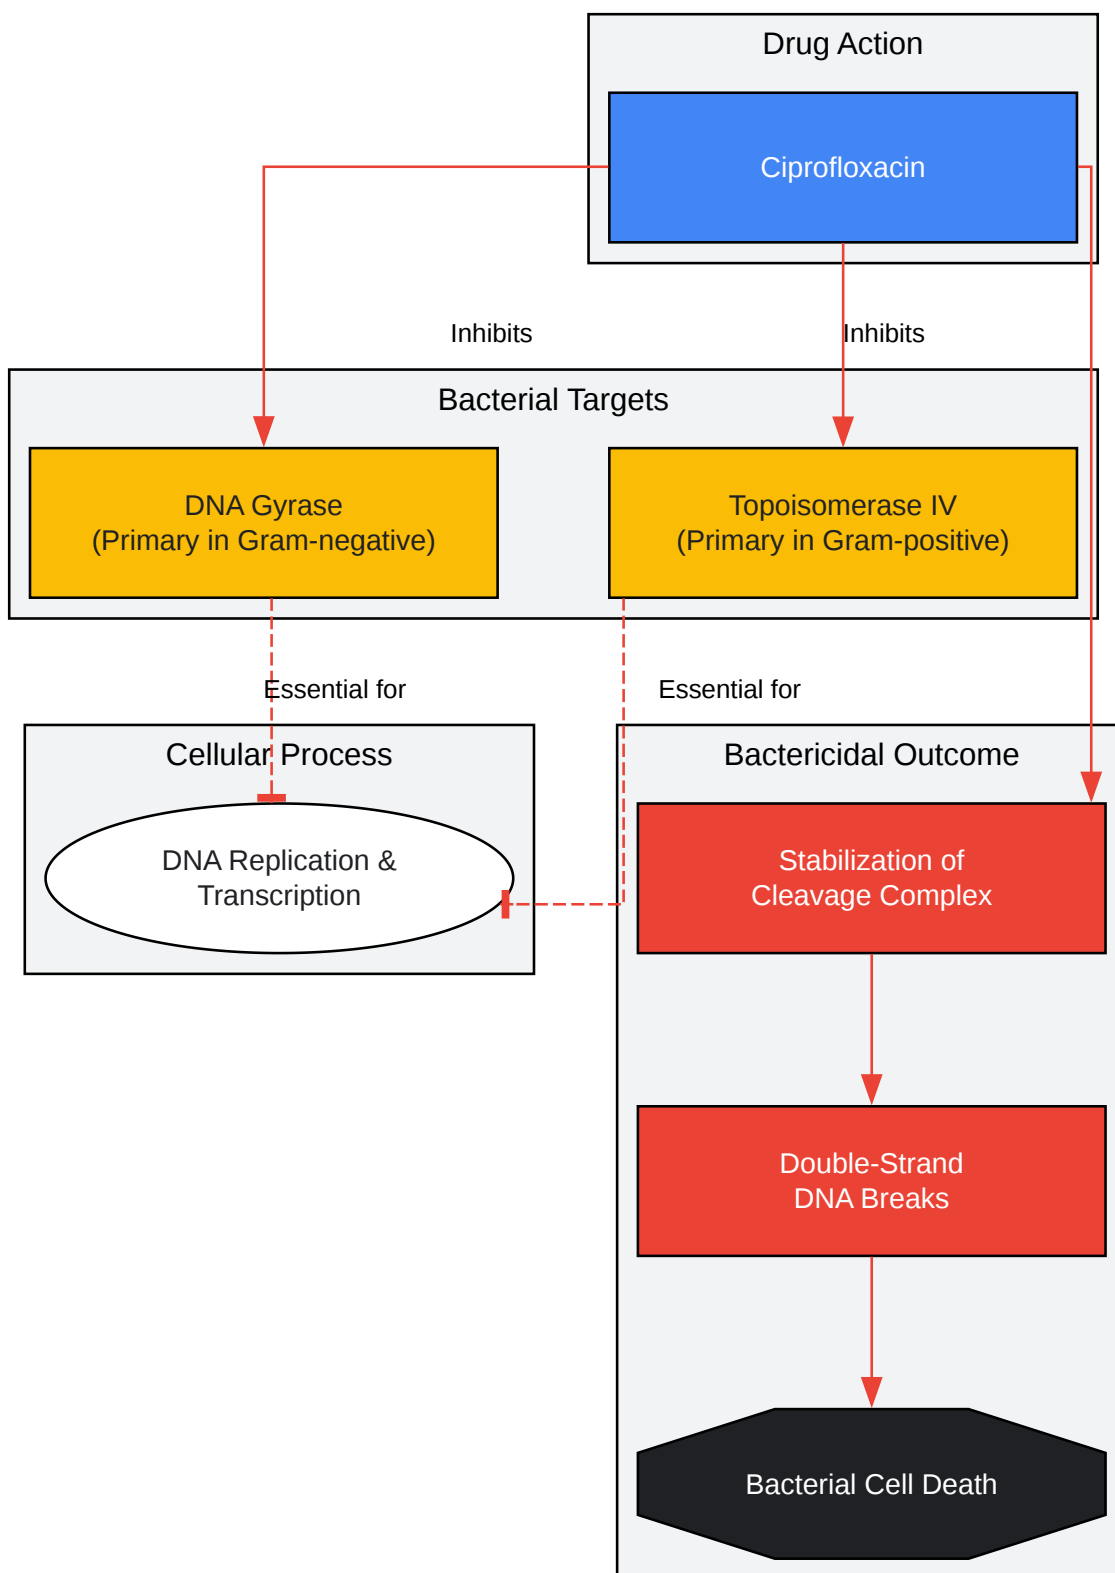 Drug Action
Ciprofloxacin
Inhibits
Inhibits
Bacterial Targets
DNA Gyrase
(Primary in Gram-negative)
Topoisomerase IV
(Primary in Gram-positive)
Essential for
Essential for
Cellular Process
DNA Replication &
Transcription
Bactericidal Outcome
Stabilization of
Cleavage Complex
Double-Strand
DNA Breaks
Bacterial Cell Death